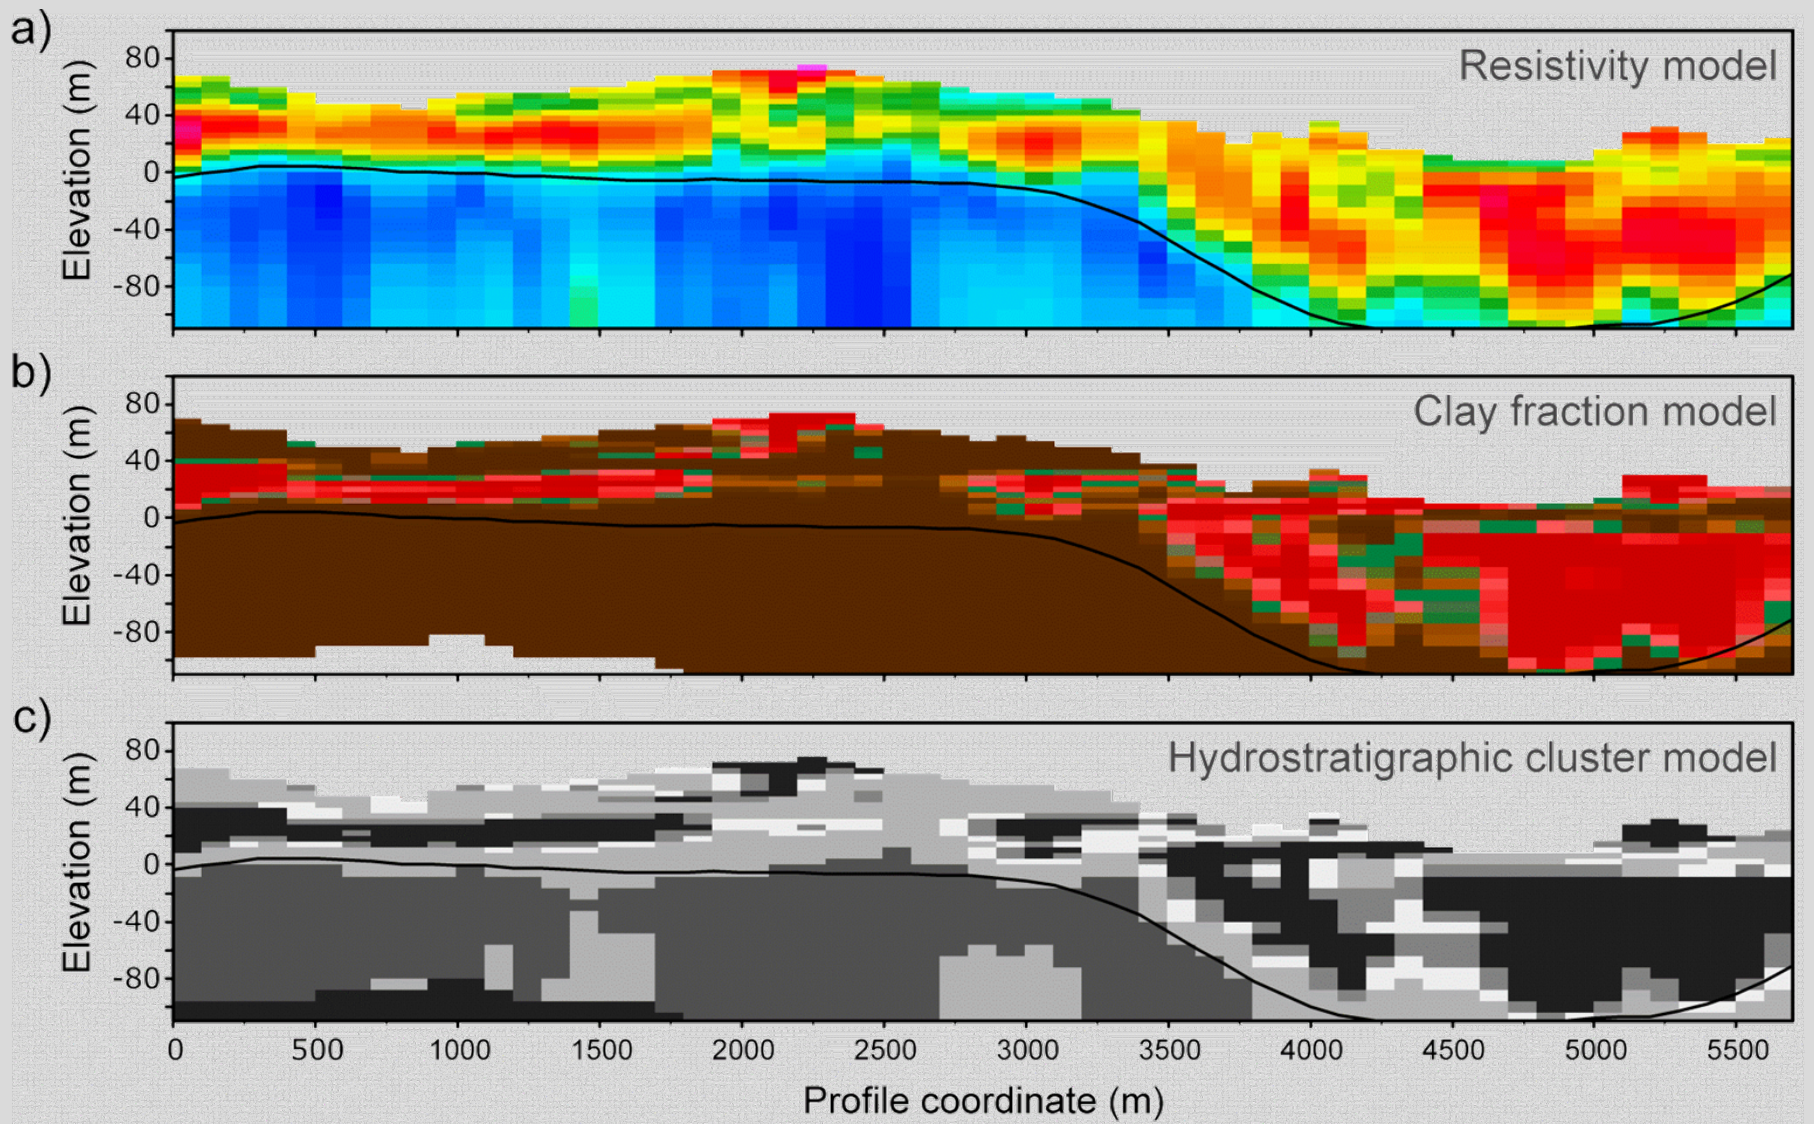 a)
Resistivity model
Elevation (m)
80
40
0
-40
-80
b)
Clay fraction model
Elevation (m)
80
40
0
-40
-80
c)
Hydrostratigraphic cluster model
Elevation (m)
80
40
0
-40
-80
0 500 1000 1500 2000 2500 3000 3500 4000 4500 5000 5500
Profile coordinate (m)